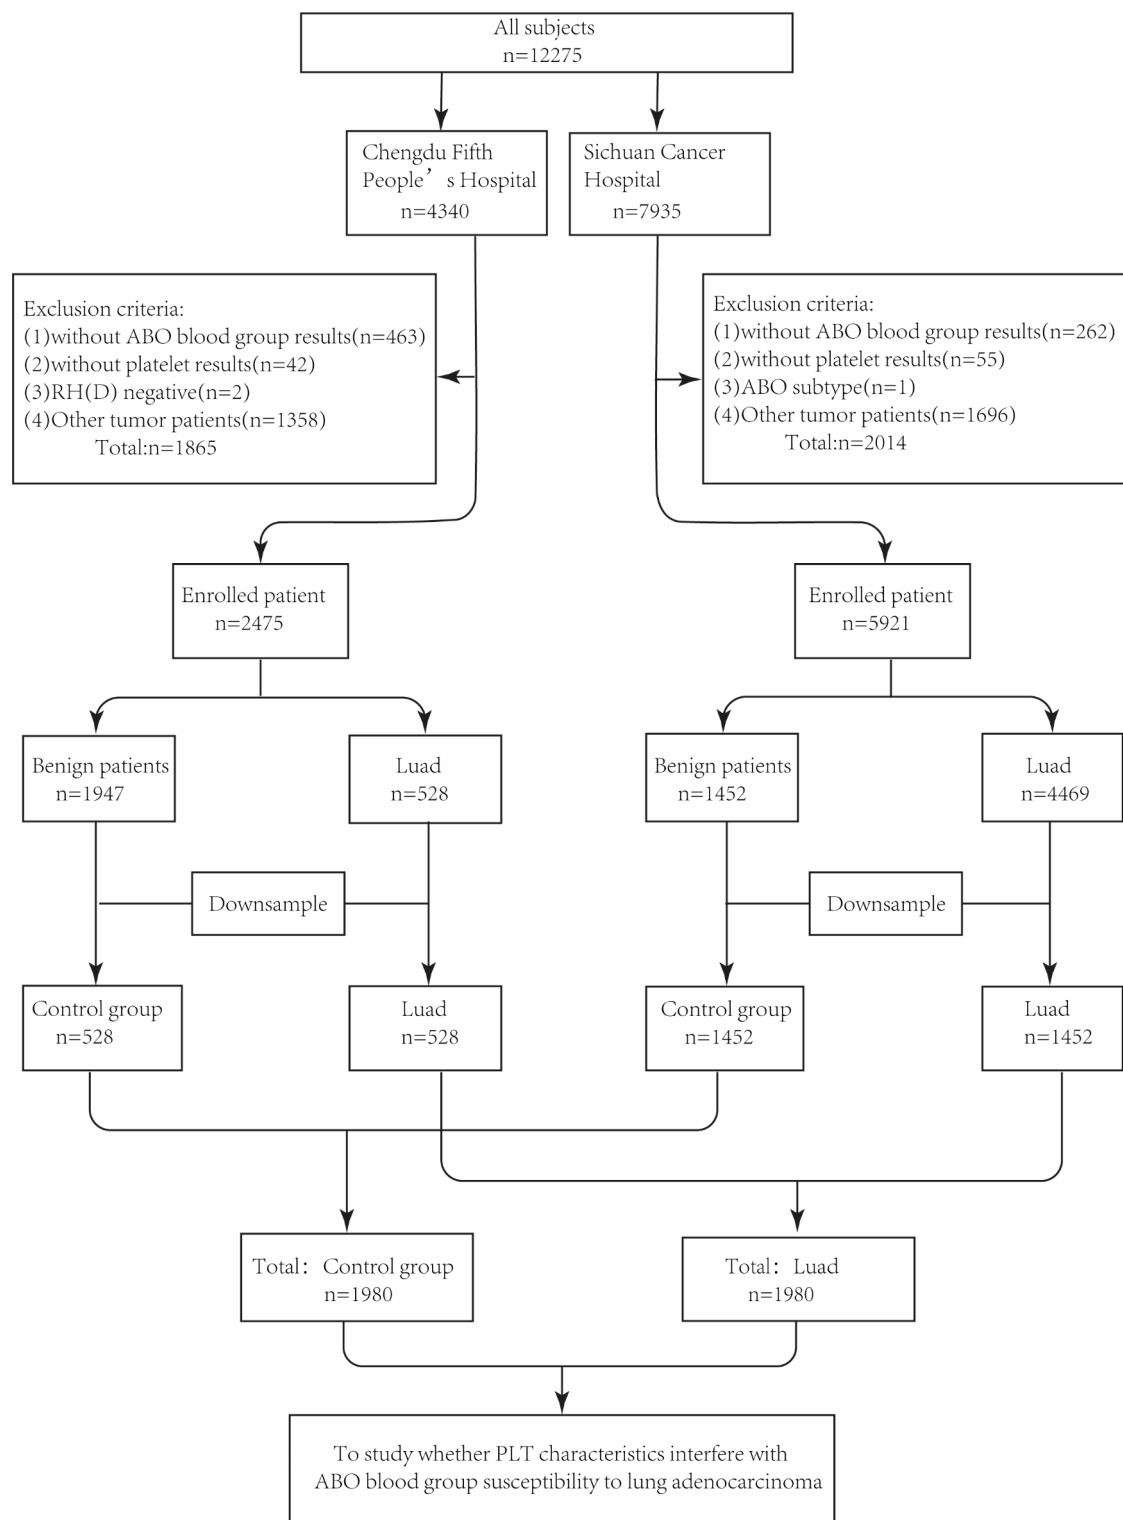 All subjects
n=12275
Chengdu Fifth
People’s Hospital
n=4340
Sichuan Cancer
Hospital
n=7935
Exclusion criteria:
(1)without ABO blood group results(n=463)
(2)without platelet results(n=42)
(3)RH(D) negative(n=2)
(4)Other tumor patients(n=1358)
Total:n=1865
Exclusion criteria:
(1)without ABO blood group results(n=262)
(2)without platelet results(n=55)
(3)ABO subtype(n=1)
(4)Other tumor patients(n=1696)
Total:n=2014
Enrolled patient
n=2475
Enrolled patient
n=5921
Benign patients
n=1947
Luad
n=528
Benign patients
n=1452
Luad
n=4469
Downsample
Downsample
Control group
n=528
Luad
n=528
Control group
n=1452
Luad
n=1452
Total：Control group
n=1980
Total：Luad
n=1980
To study whether PLT characteristics interfere with
ABO blood group susceptibility to lung adenocarcinoma